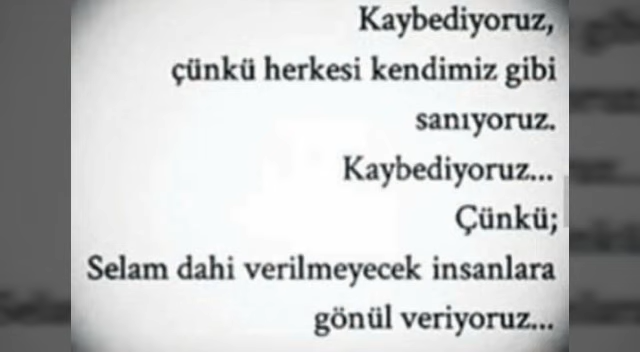 Kaybediyoruz,
çünkü herkesi kendimiz gibi
sanıyoruz.
Kaybediyoruz...
Çünkü;
Selam dahi verilmeyecek insanlara
gönül veriyoruz...